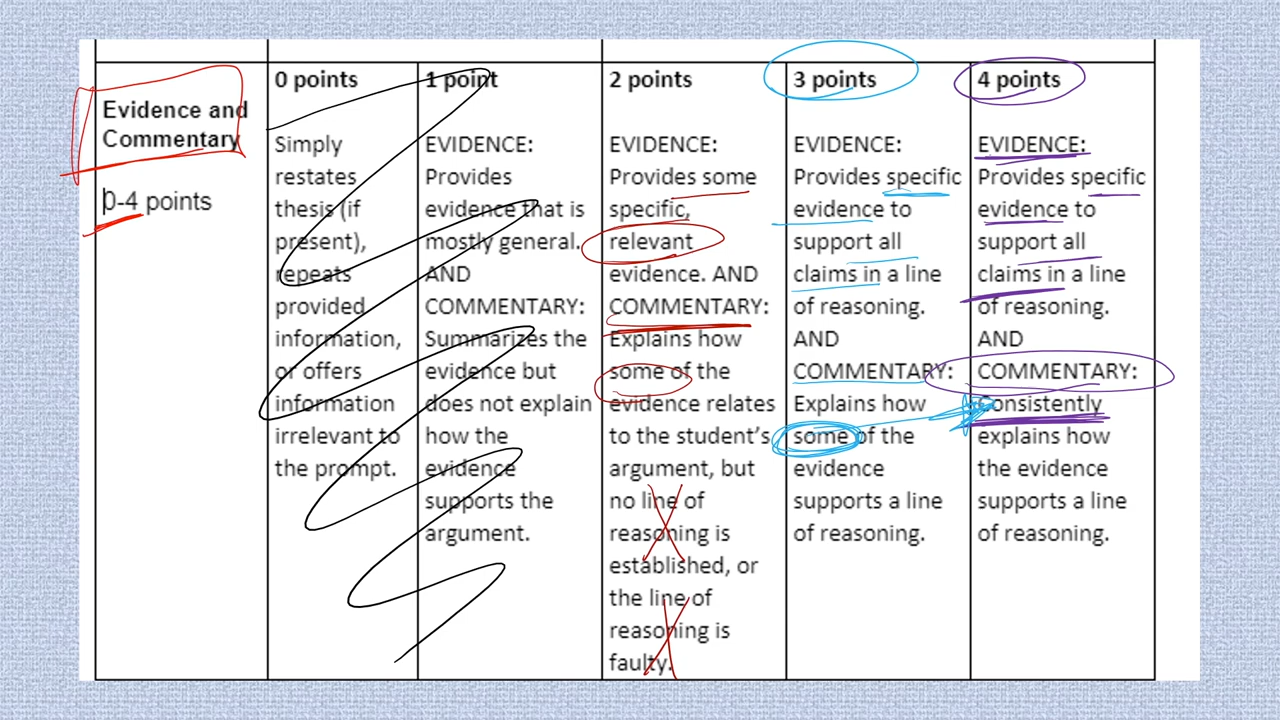 Evidence and
Commentary
0-4 points
0 points
Simply
restates
thesis (if
present),
repeats
provided
information,
or offers
information
irrelevant to
the prompt.
1 point
EVIDENCE:
Provides
evidence that is
mostly general.
AND
COMMENTARY:
Summarizes the
evidence but
does not explain
how the
evidence
supports the
argument.
2 points
EVIDENCE:
Provides some
specific,
relevant
evidence. AND
COMMENTARY:
Explains how
some of the
evidence relates
to the student's
argument, but
no line of
reasoning is
established, or
the line of
reasoning is
faulty.
3 points
EVIDENCE:
Provides specific
evidence to
support all
claims in a line
of reasoning.
AND
COMMENTARY:
Explains how
some of the
evidence
supports a line
of reasoning.
4 points
EVIDENCE:
Provides specific
evidence to
support all
claims in a line
of reasoning.
AND
COMMENTARY:
Consistently
explains how
the evidence
supports a line
of reasoning.